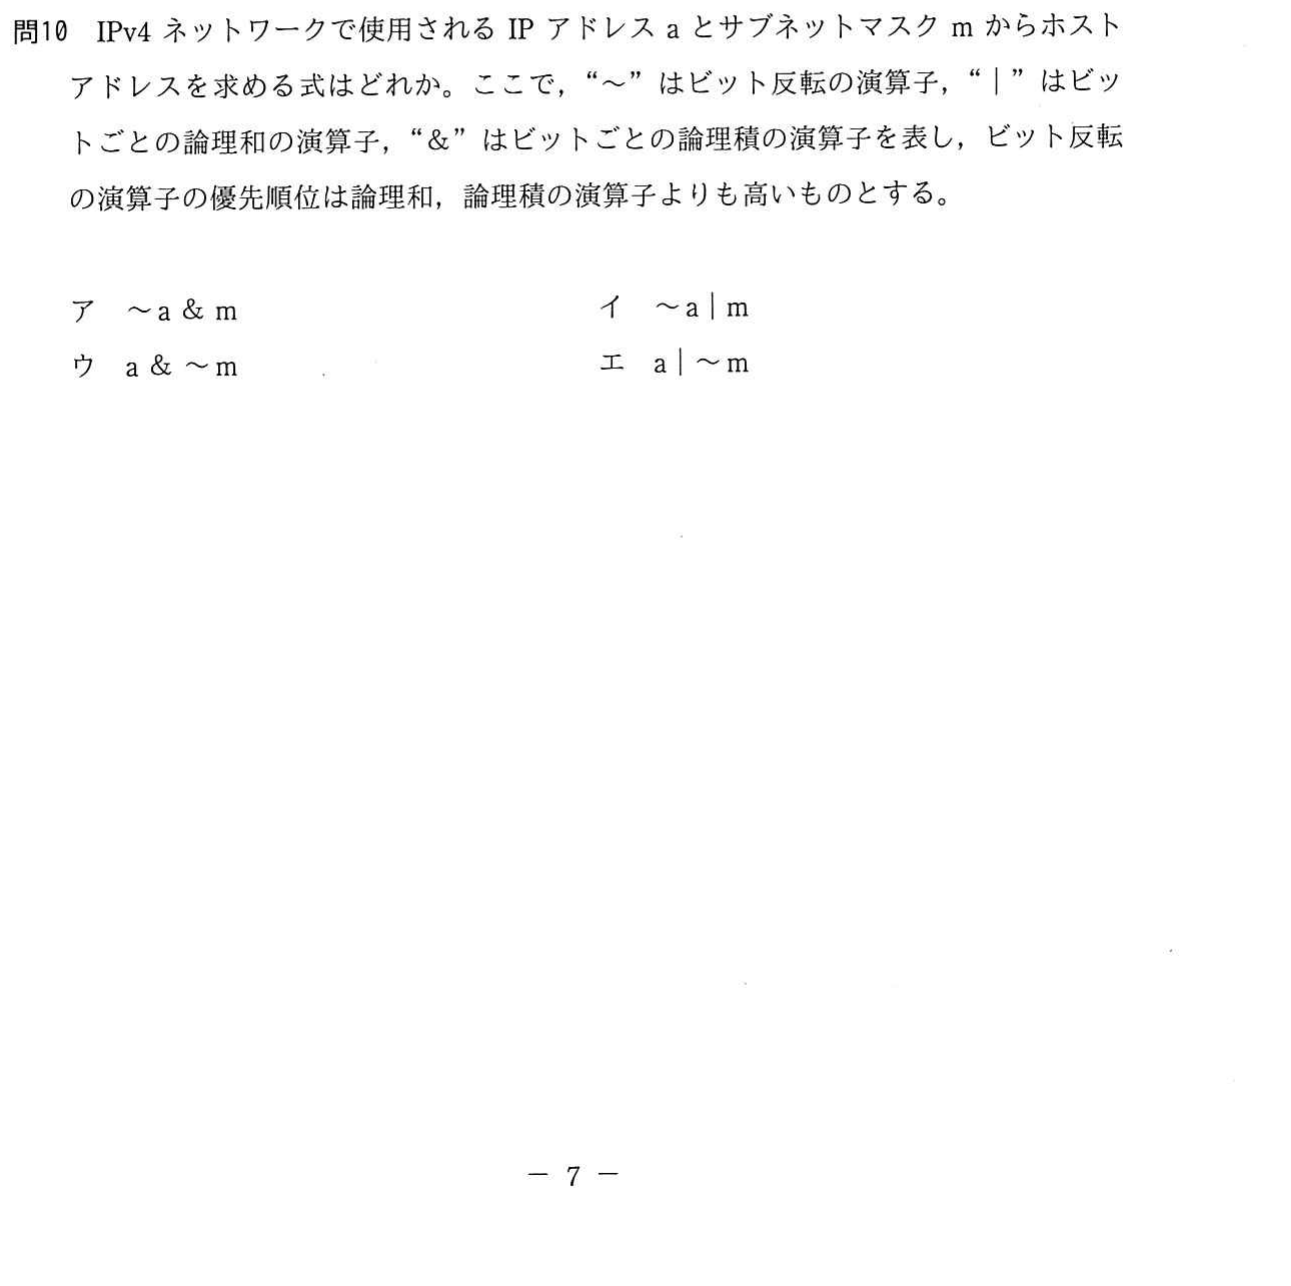 問10 IPv4 ネットワークで使用される IP アドレス a とサブネットマスク m からホスト
アドレスを求める式はどれか。ここで，“～” はビット反転の演算子，“｜” はビッ
トごとの論理和の演算子，“＆” はビットごとの論理積の演算子を表し，ビット反転
の演算子の優先順位は論理和，論理積の演算子よりも高いものとする。
ア ～a & m イ ～a｜m
ウ a & ～m エ a｜～m
－ 7 －